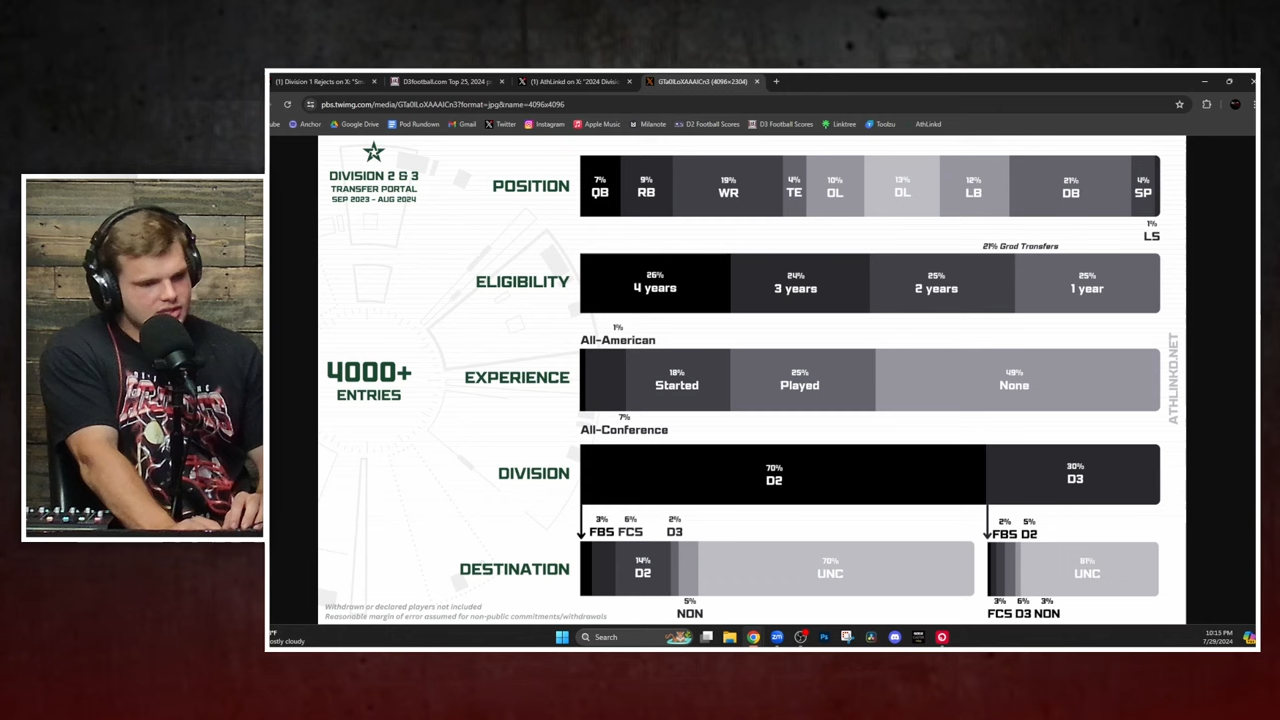 (1) Division 1 Rejects on X: "Se
D3football.com Top 25, 2024 p
(1) AthLinkd on X: "2024 Divisi
GTa0lLoXAAAlCn3 (4096×2304)
pbs.twimg.com/media/GTa0lLoXAAAlCn3?format=jpg&name=4096x4096
ube
Anchor
Google Drive
Pod Rundown
Gmail
Twitter
Instagram
Apple Music
Milanote
D2 Football Scores
D3 Football Scores
Linktree
Toolzu
AthLinkd
DIVISION 2 & 3
TRANSFER PORTAL
SEP 2023 - AUG 2024
POSITION
7%
QB
9%
RB
19%
WR
4%
TE
10%
OL
13%
DL
12%
LB
21%
DB
4%
SP
1%
LS
21% Grad Transfers
ELIGIBILITY
26%
4 years
24%
3 years
25%
2 years
25%
1 year
4000+
ENTRIES
1%
All-American
EXPERIENCE
18%
Started
25%
Played
49%
None
7%
All-Conference
ATHLINKD.NET
DIVISION
70%
D2
30%
D3
3%
FBS
6%
FCS
2%
D3
2%
FBS
5%
D2
DESTINATION
14%
D2
70%
UNC
81%
UNC
5%
NON
3%
FCS
6%
D3
3%
NON
Withdrawn or declared players not included
Reasonable margin of error assumed for non-public commitments/withdrawals
°F
ostly cloudy
Search
10:15 PM
7/29/2024